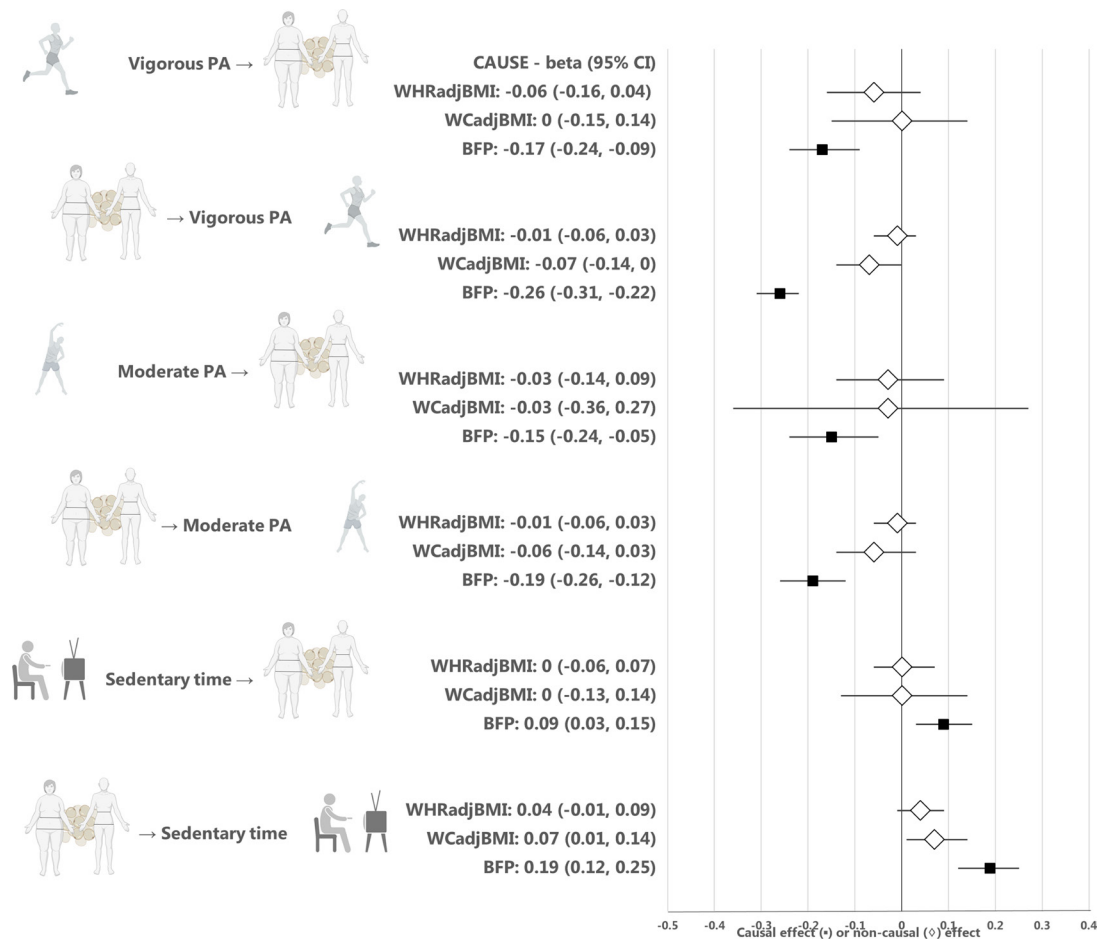 CAUSE - beta (95% CI)
Vigorous PA →
WHRadjBMI: -0.06 (-0.16, 0.04)
WCadjBMI: 0 (-0.15, 0.14)
BFP: -0.17 (-0.24, -0.09)
→ Vigorous PA
WHRadjBMI: -0.01 (-0.06, 0.03)
WCadjBMI: -0.07 (-0.14, 0)
BFP: -0.26 (-0.31, -0.22)
Moderate PA →
WHRadjBMI: -0.03 (-0.14, 0.09)
WCadjBMI: -0.03 (-0.36, 0.27)
BFP: -0.15 (-0.24, -0.05)
→ Moderate PA
WHRadjBMI: -0.01 (-0.06, 0.03)
WCadjBMI: -0.06 (-0.14, 0.03)
BFP: -0.19 (-0.26, -0.12)
Sedentary time →
WHRadjBMI: 0 (-0.06, 0.07)
WCadjBMI: 0 (-0.13, 0.14)
BFP: 0.09 (0.03, 0.15)
→ Sedentary time
WHRadjBMI: 0.04 (-0.01, 0.09)
WCadjBMI: 0.07 (0.01, 0.14)
BFP: 0.19 (0.12, 0.25)
-0.5 -0.4 -0.3 -0.2 -0.1 0 0.1 0.2 0.3 0.4
Causal effect (▪) or non-causal (◊) effect